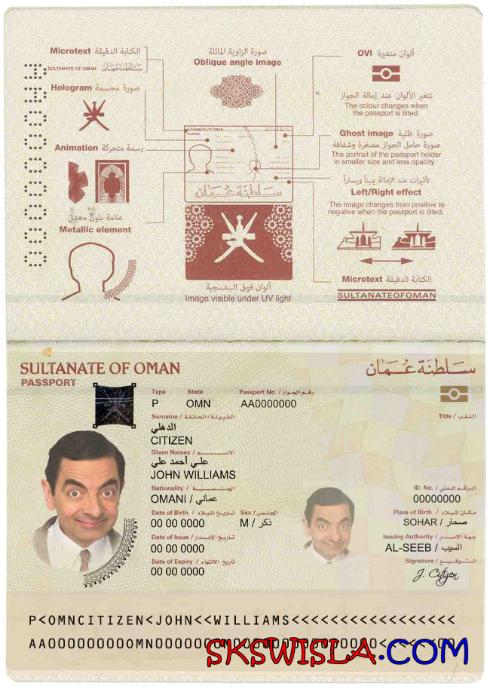 Microtext الكتابة الدقيقة
SULTANATE OF OMAN سلطنة عمان
Hologram صورة مجسمة
Animation رسمة متحركة
علامة بلون معدني
Metallic element
صورة الزاوية المائلة
Oblique angle image
سلطنة عمان
ألوان فوق البنفسجية
Image visible under UV light
OVI ألوان متغيرة
تتغير الألوان عند إمالة الجواز
The colour changes when
the passport is tilted.
Ghost image صورة ظلية
صورة حامل الجواز مصغرة وشفافة
The portrait of the passport holder
in smaller size and less opacity.
تأثيرات عند الإمالة يميناً ويساراً
Left/Right effect
The image changes from positive to
negative when the passport is tilted.
Microtext الكتابة الدقيقة
SULTANATEOFOMAN
SULTANATE OF OMAN
سلطنة عمان
PASSPORT
Type State Passport No. / رقم الجواز
P OMN AA0000000
Surname / القبيلة / العائلة
Title / اللقب
CITIZEN
Given Names / الاسم
علي أحمد علي
JOHN WILLIAMS
Nationality / الجنسية
OMANI / عماني
ID. No. / الرقم المدني
00000000
Date of Birth / تاريخ الميلاد Sex / الجنس
00 00 0000 M / ذكر
Place of Birth / مكان الميلاد
SOHAR / صحار
Date of Issue / تاريخ الإصدار
00 00 0000
Issuing Authority / جهة الإصدار
AL-SEEB / السيب
Date of Expiry / تاريخ الانتهاء
00 00 0000
Signature / التوقيع
J. Citizen
P<OMNCITIZEN<JOHN<<WILLIAMS<<<<<<<<<<<<<<<<<
SKSWISLA.COM